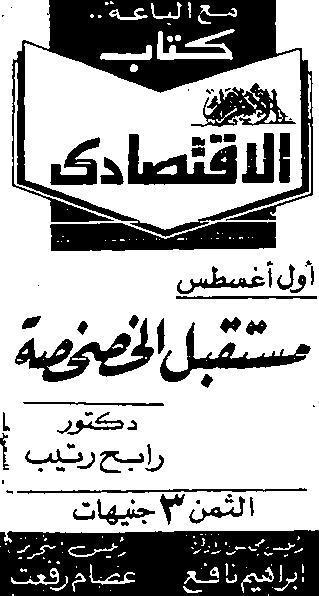 مع الباعة..
كتاب
الأهرام
الاقتصادى
أول أغسطس
مستقبل الخصخصة
دكتور
رابح رتيب
الثمن ٣ جنيهات
رئيس مجلس الإدارة
رئيس التحرير
ابراهيم نافع
عصام رفعت